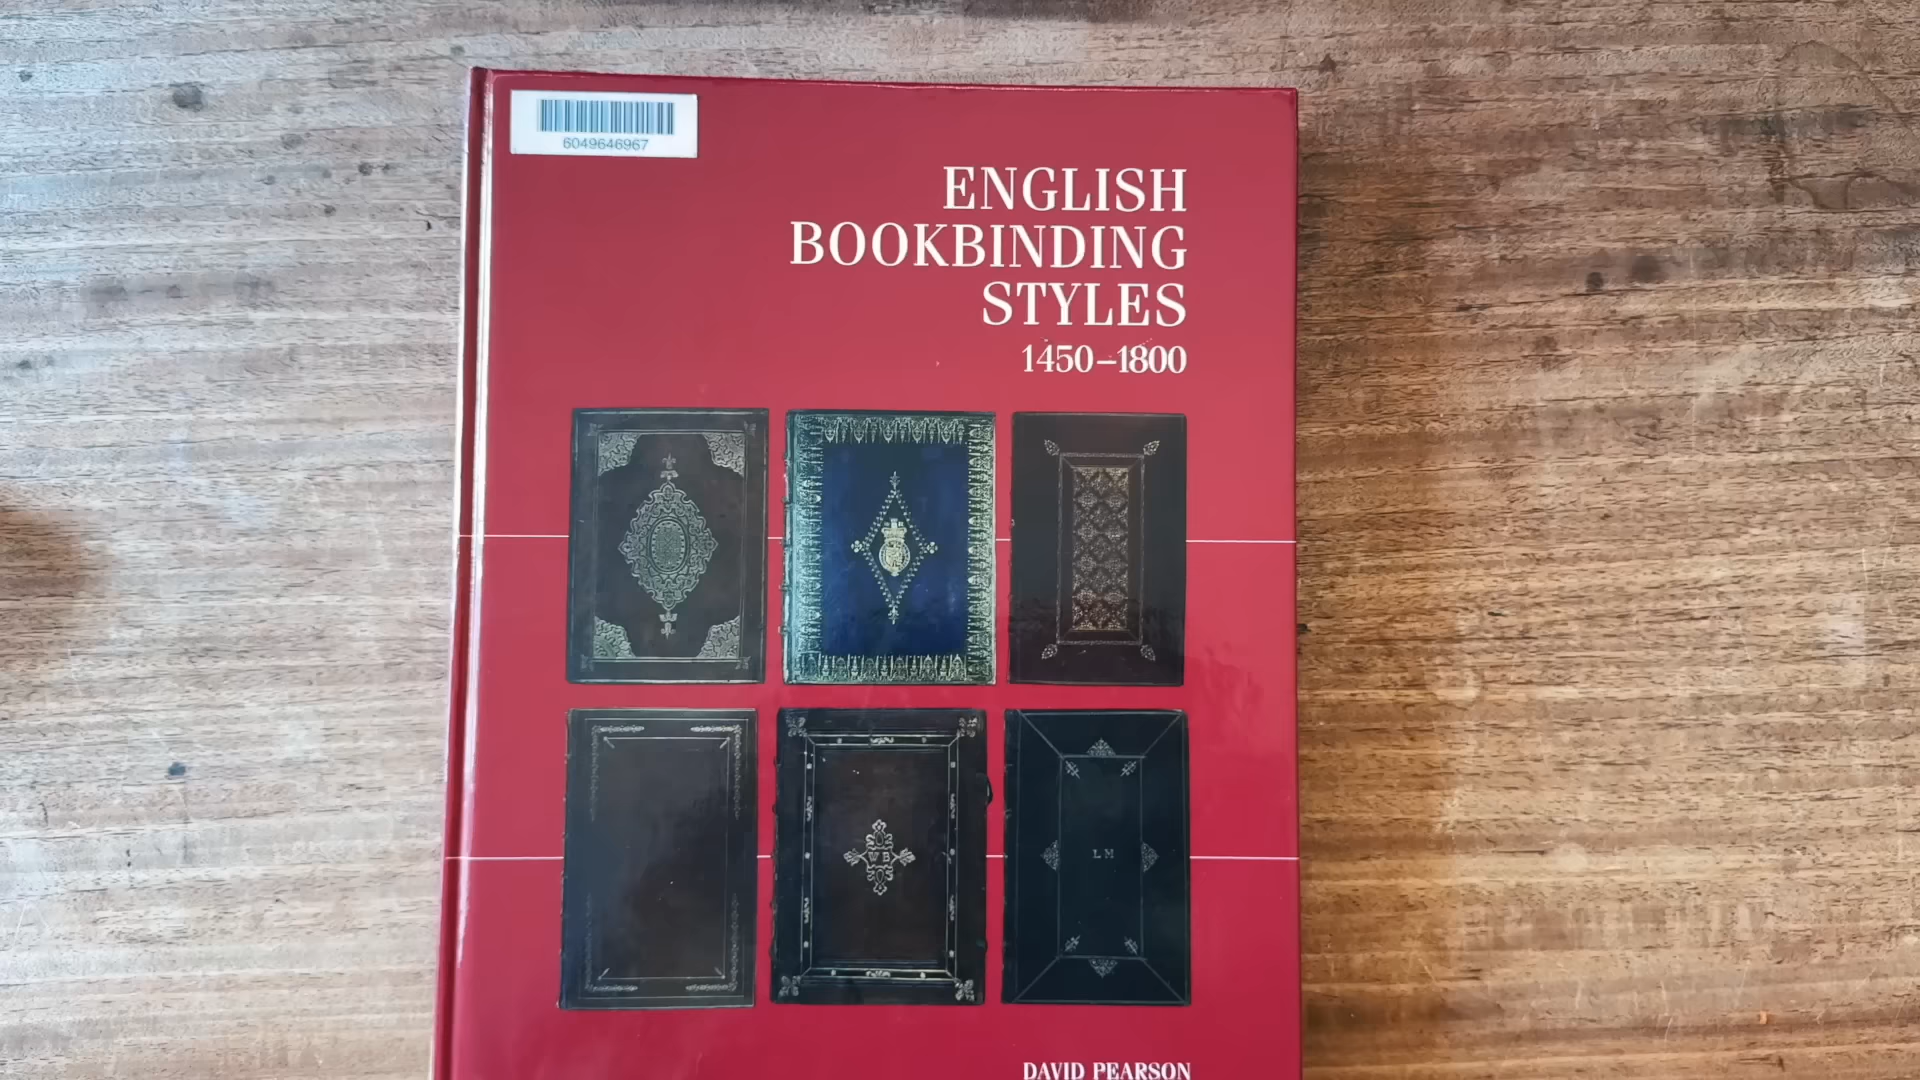 6049646967
ENGLISH
BOOKBINDING
STYLES
1450–1800
W B
L M
DAVID PEARSON